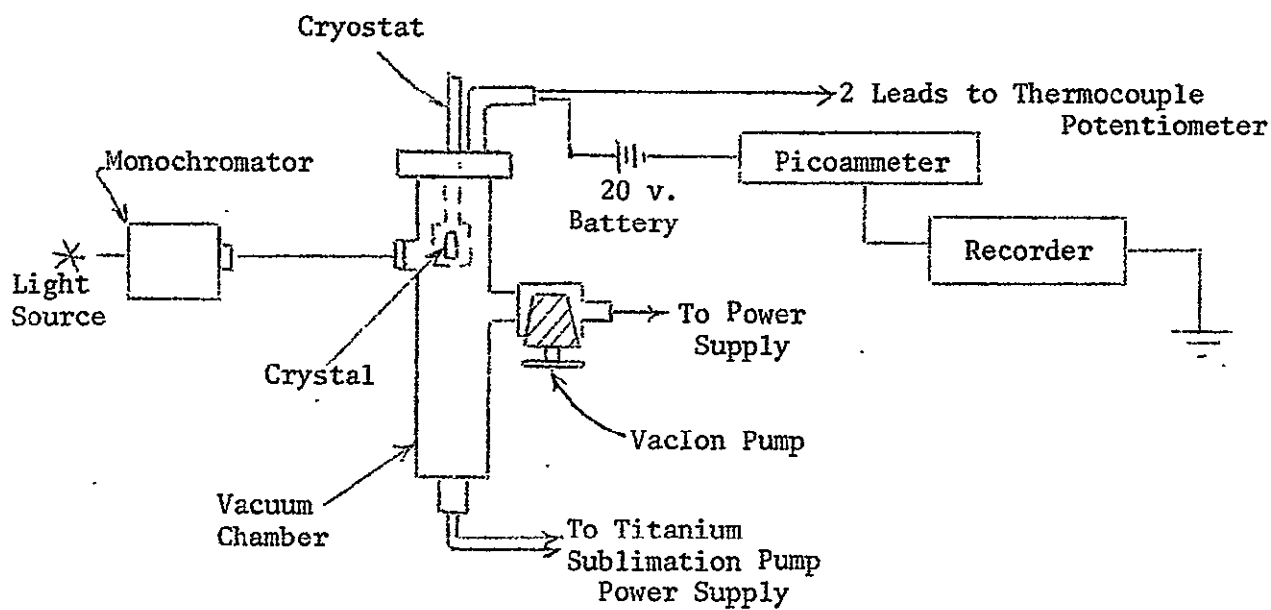 Cryostat
2 Leads to Thermocouple
Potentiometer
Monochromator
Picoammeter
20 v.
Battery
Recorder
Light
Source
To Power
Supply
Crystal
VacIon Pump
Vacuum
Chamber
To Titanium
Sublimation Pump
Power Supply